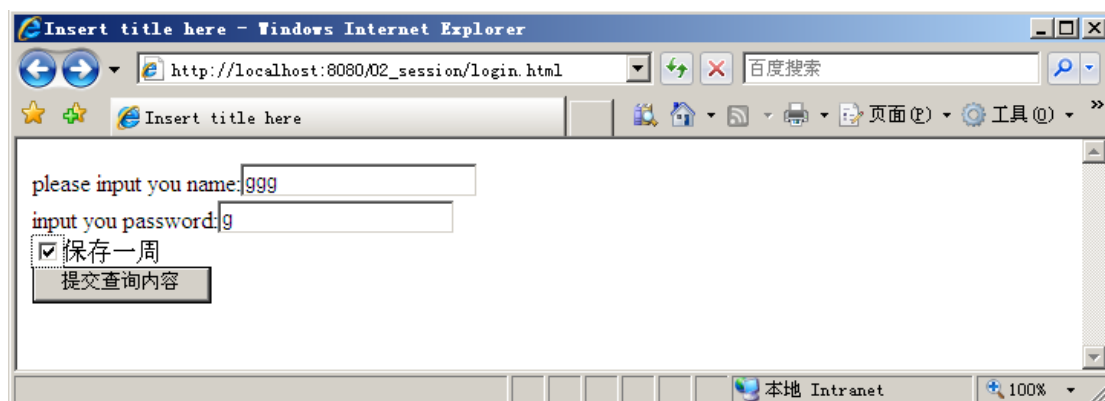 Insert title here - Windows Internet Explorer
http://localhost:8080/02_session/login.html
百度搜索
Insert title here
页面(P)
工具(O)
»
please input you name:ggg
input you password:g
保存一周
提交查询内容
本地 Intranet
100%